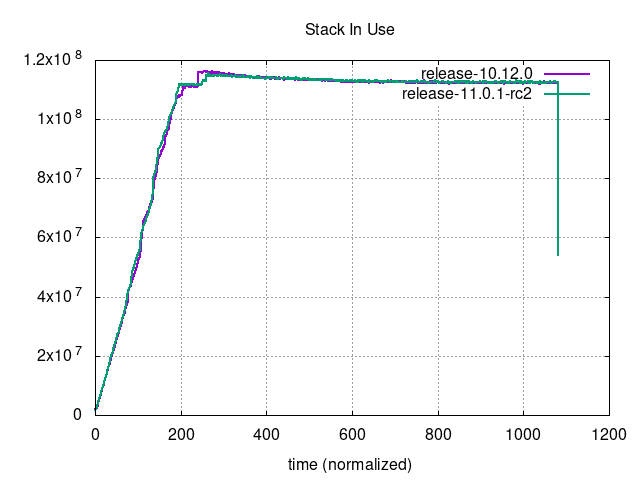 Stack In Use
1.2x10^8
1x10^8
8x10^7
6x10^7
4x10^7
2x10^7
0
release-10.12.0
release-11.0.1-rc2
0 200 400 600 800 1000 1200
time (normalized)